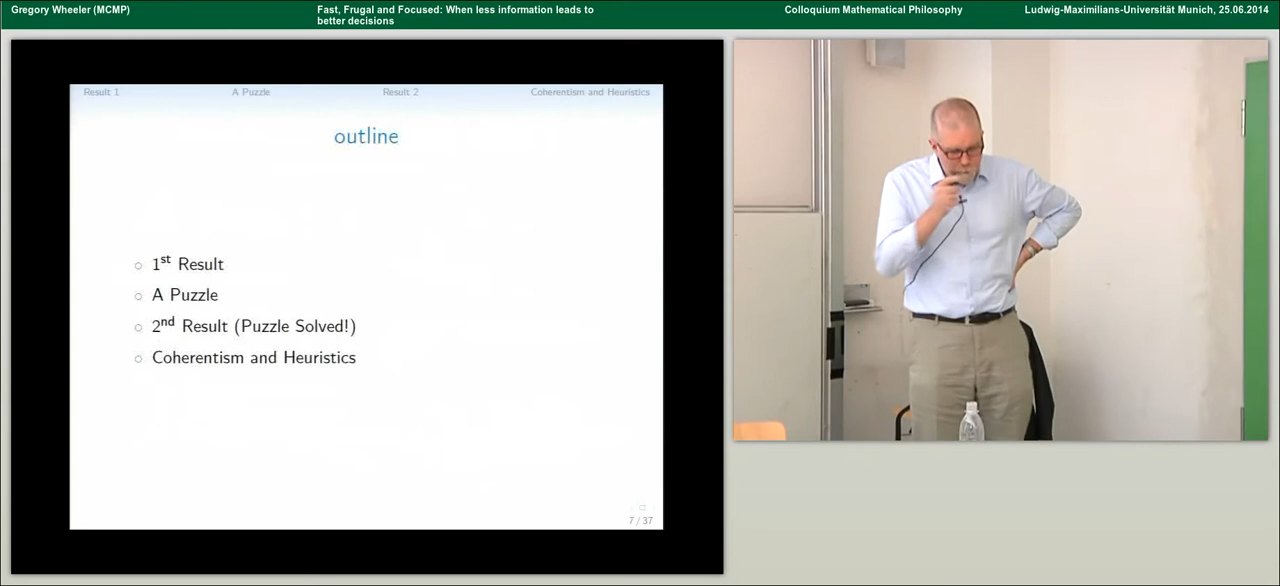 Gregory Wheeler (MCMP)
Fast, Frugal and Focused: When less information leads to
better decisions
Colloquium Mathematical Philosophy
Ludwig-Maximilians-Universität Munich, 25.06.2014
Result 1
A Puzzle
Result 2
Coherentism and Heuristics
outline
○ 1st Result
○ A Puzzle
○ 2nd Result (Puzzle Solved!)
○ Coherentism and Heuristics
7 / 37